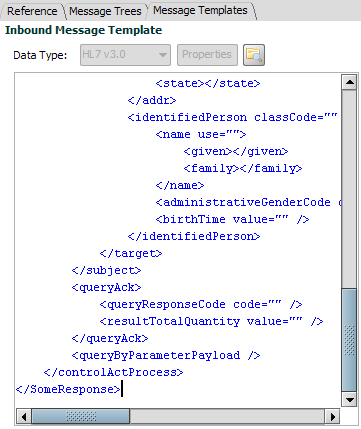 Reference Message Trees Message Templates
Inbound Message Template
Data Type: HL7 v3.0 Properties
<state></state>
</addr>
<identifiedPerson classCode=""
<name use="">
<given></given>
<family></family>
</name>
<administrativeGenderCode
<birthTime value="" />
</identifiedPerson>
</target>
</subject>
<queryAck>
<queryResponseCode code="" />
<resultTotalQuantity value="" />
</queryAck>
<queryByParameterPayload />
</controlActProcess>
</SomeResponse>